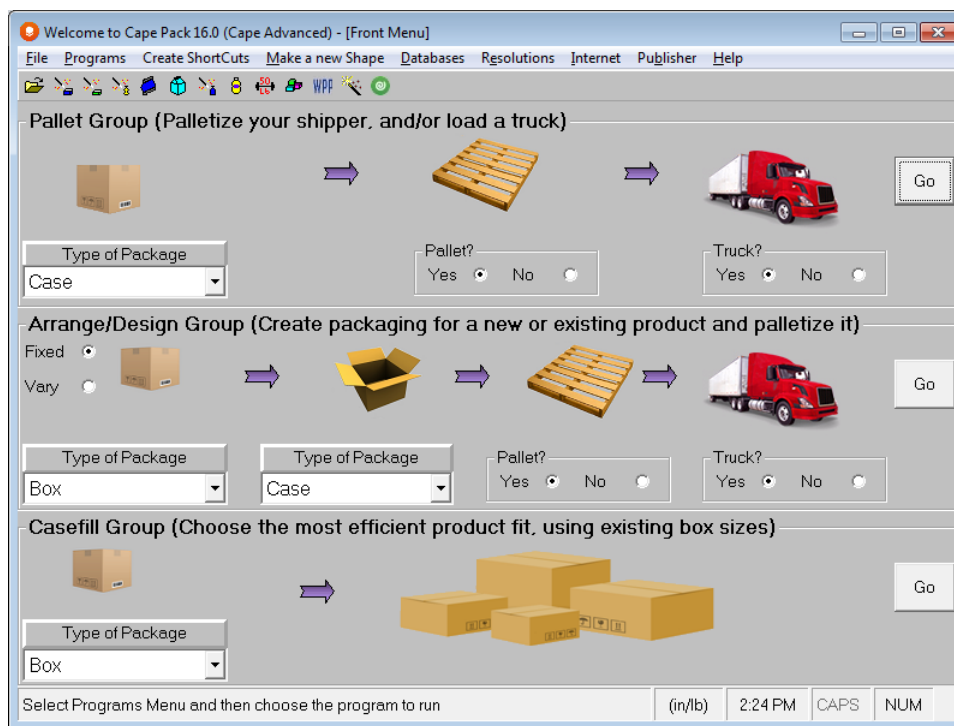 Welcome to Cape Pack 16.0 (Cape Advanced) - [Front Menu]
File Programs Create ShortCuts Make a new Shape Databases Resolutions Internet Publisher Help
WPF
Pallet Group (Palletize your shipper, and/or load a truck)
Go
Type of Package Pallet? Truck?
Case Yes No Yes No
Arrange/Design Group (Create packaging for a new or existing product and palletize it)
Fixed
Vary Go
Type of Package Type of Package Pallet? Truck?
Box Case Yes No Yes No
Casefill Group (Choose the most efficient product fit, using existing box sizes)
Go
Type of Package
Box
Select Programs Menu and then choose the program to run (in/lb) 2:24 PM CAPS NUM